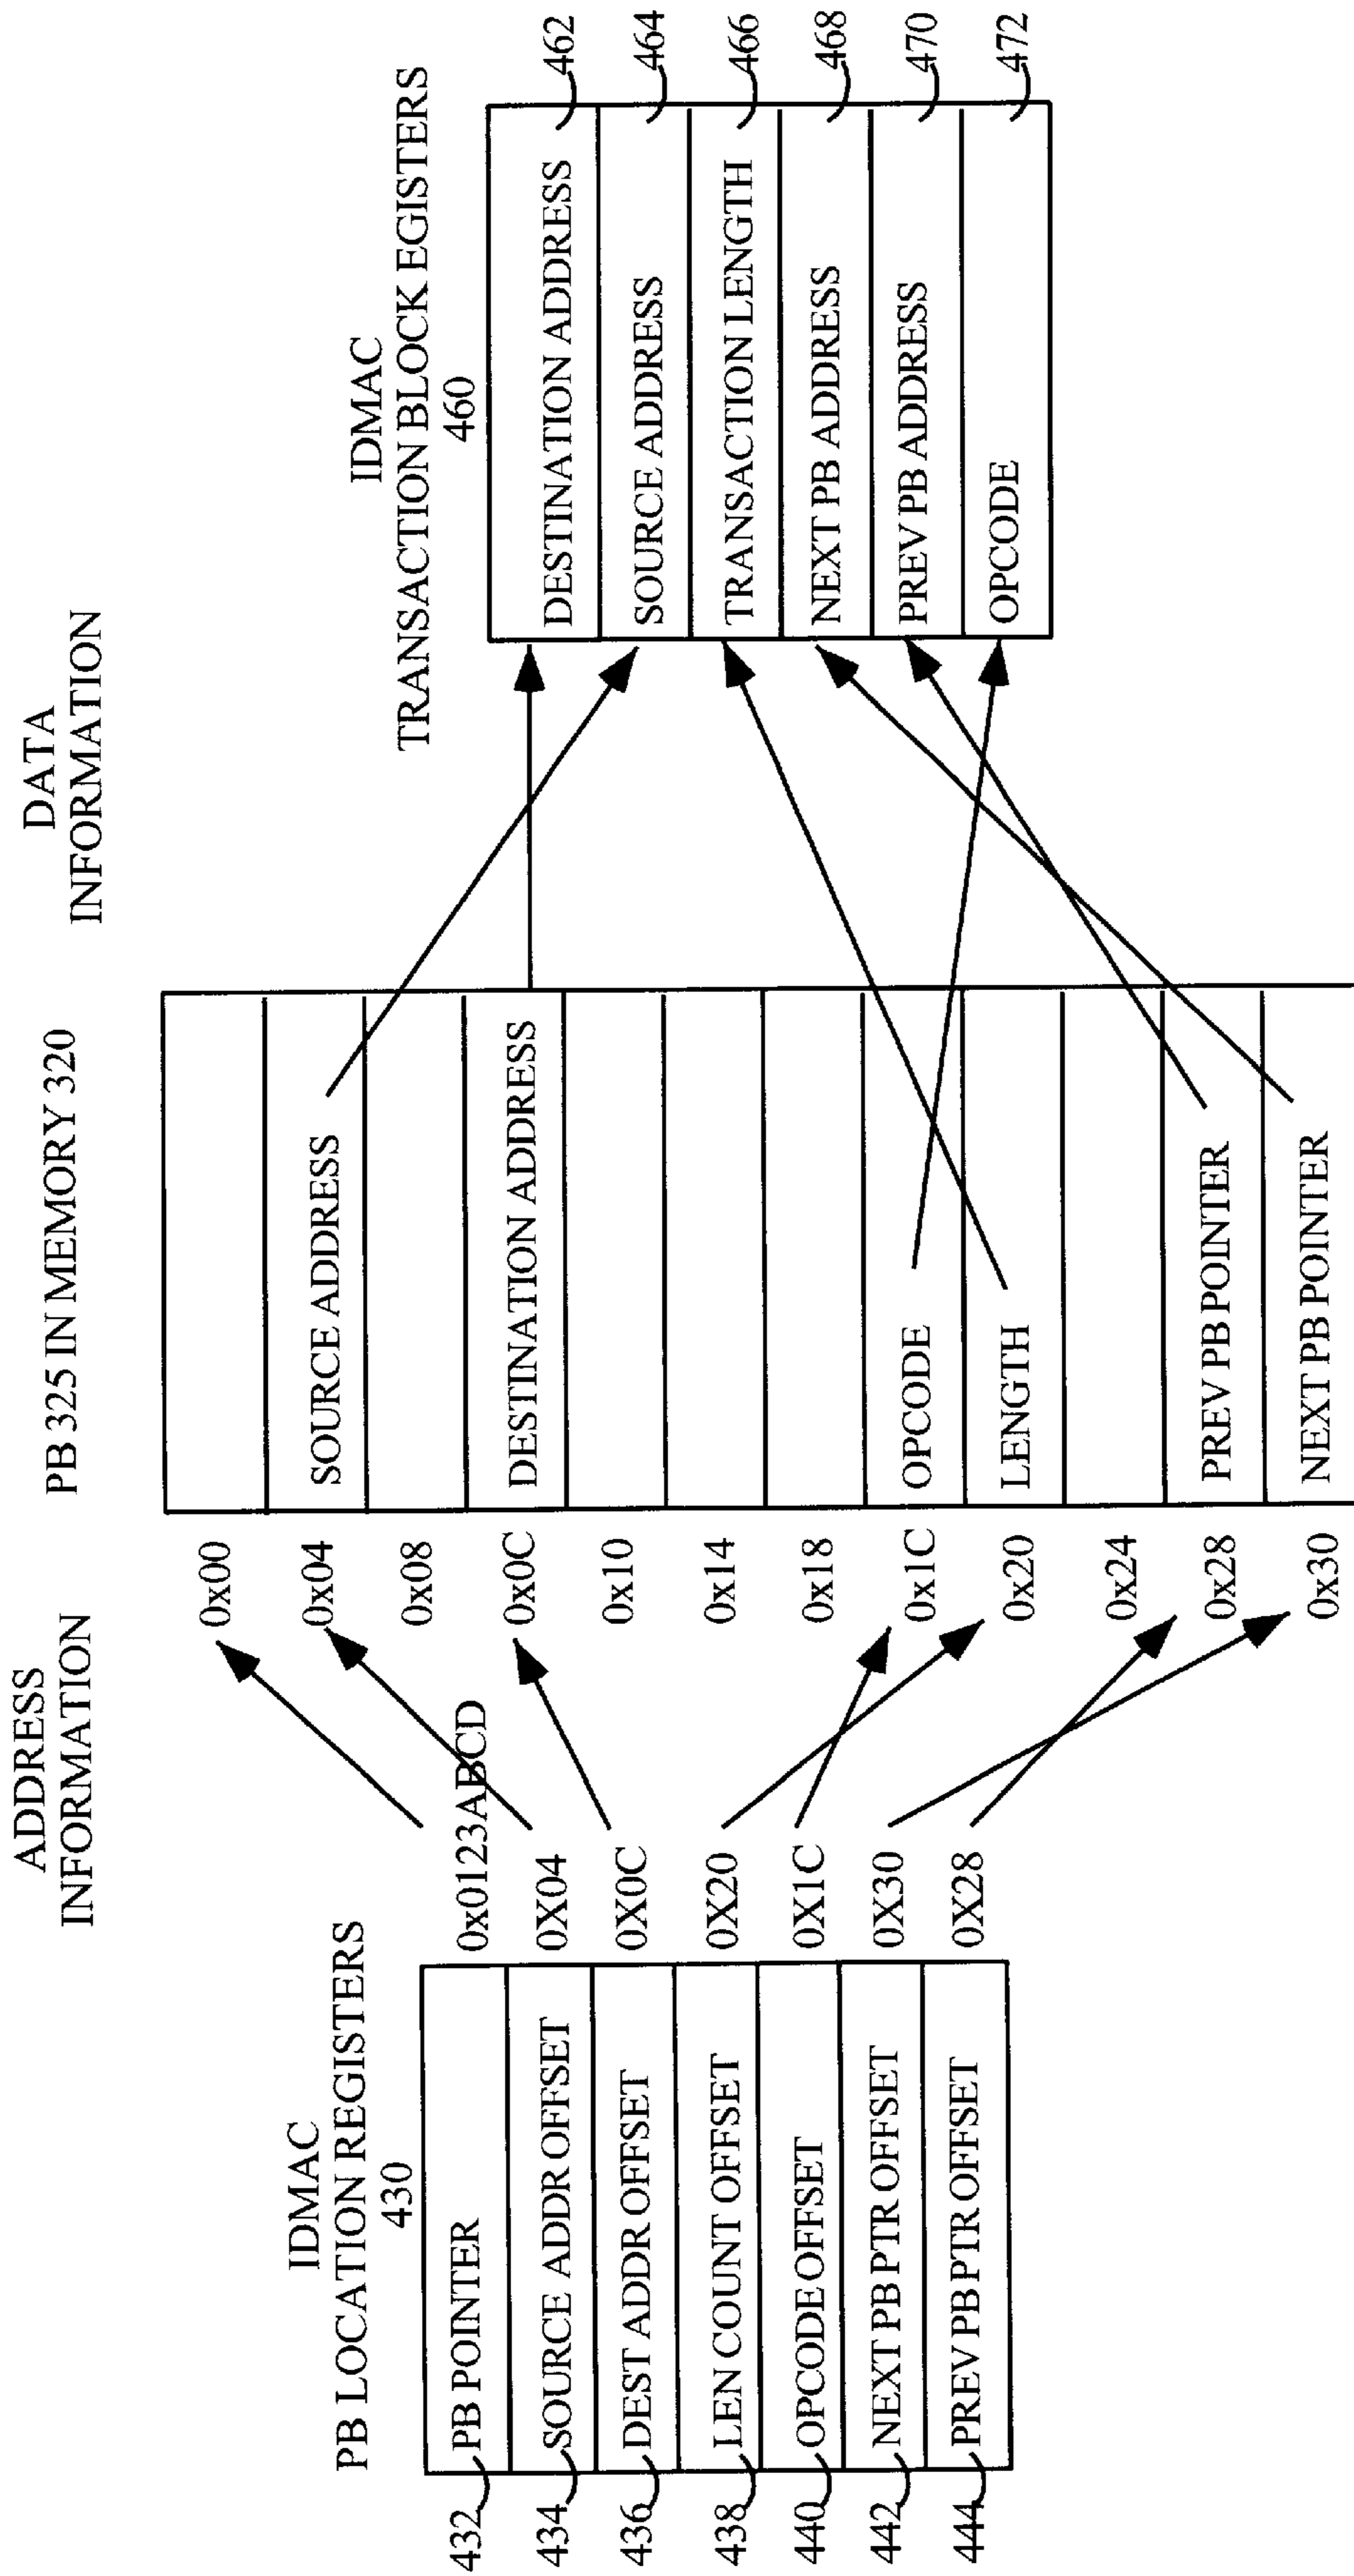 ADDRESS
INFORMATION
DATA
INFORMATION
IDMAC
PB LOCATION REGISTERS
430
432
PB POINTER
0x0123ABCD
434
SOURCE ADDR OFFSET
0X04
436
DEST ADDR OFFSET
0X0C
438
LEN COUNT OFFSET
0X20
440
OPCODE OFFSET
0X1C
442
NEXT PB PTR OFFSET
0X30
444
PREV PB PTR OFFSET
0X28
PB 325 IN MEMORY 320
0x00
0x04
SOURCE ADDRESS
0x08
0x0C
DESTINATION ADDRESS
0x10
0x14
0x18
0x1C
OPCODE
0x20
LENGTH
0x24
0x28
PREV PB POINTER
0x30
NEXT PB POINTER
IDMAC
TRANSACTION BLOCK EGISTERS
460
DESTINATION ADDRESS
462
SOURCE ADDRESS
464
TRANSACTION LENGTH
466
NEXT PB ADDRESS
468
PREV PB ADDRESS
470
OPCODE
472